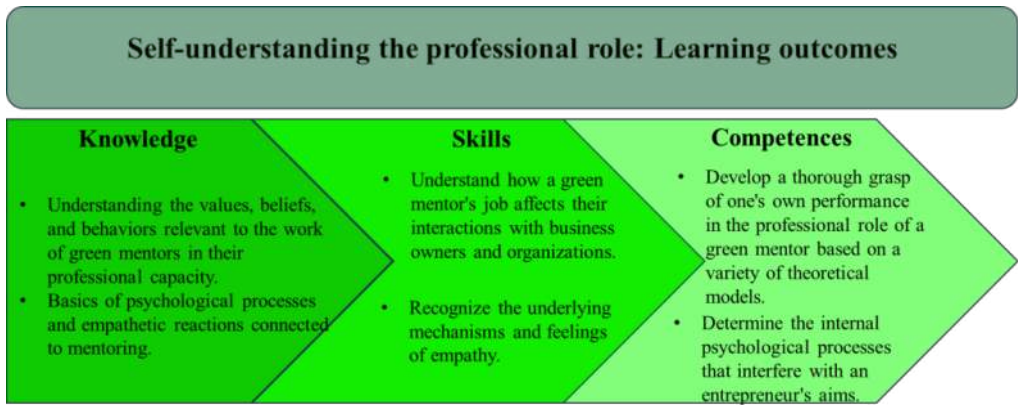 Self-understanding the professional role: Learning outcomes
Knowledge
• Understanding the values, beliefs,
and behaviors relevant to the work
of green mentors in their
professional capacity.
• Basics of psychological processes
and empathetic reactions connected
to mentoring.
Skills
• Understand how a green
mentor's job affects their
interactions with business
owners and organizations.
• Recognize the underlying
mechanisms and feelings
of empathy.
Competences
• Develop a thorough grasp
of one's own performance
in the professional role of a
green mentor based on a
variety of theoretical
models.
• Determine the internal
psychological processes
that interfere with an
entrepreneur's aims.